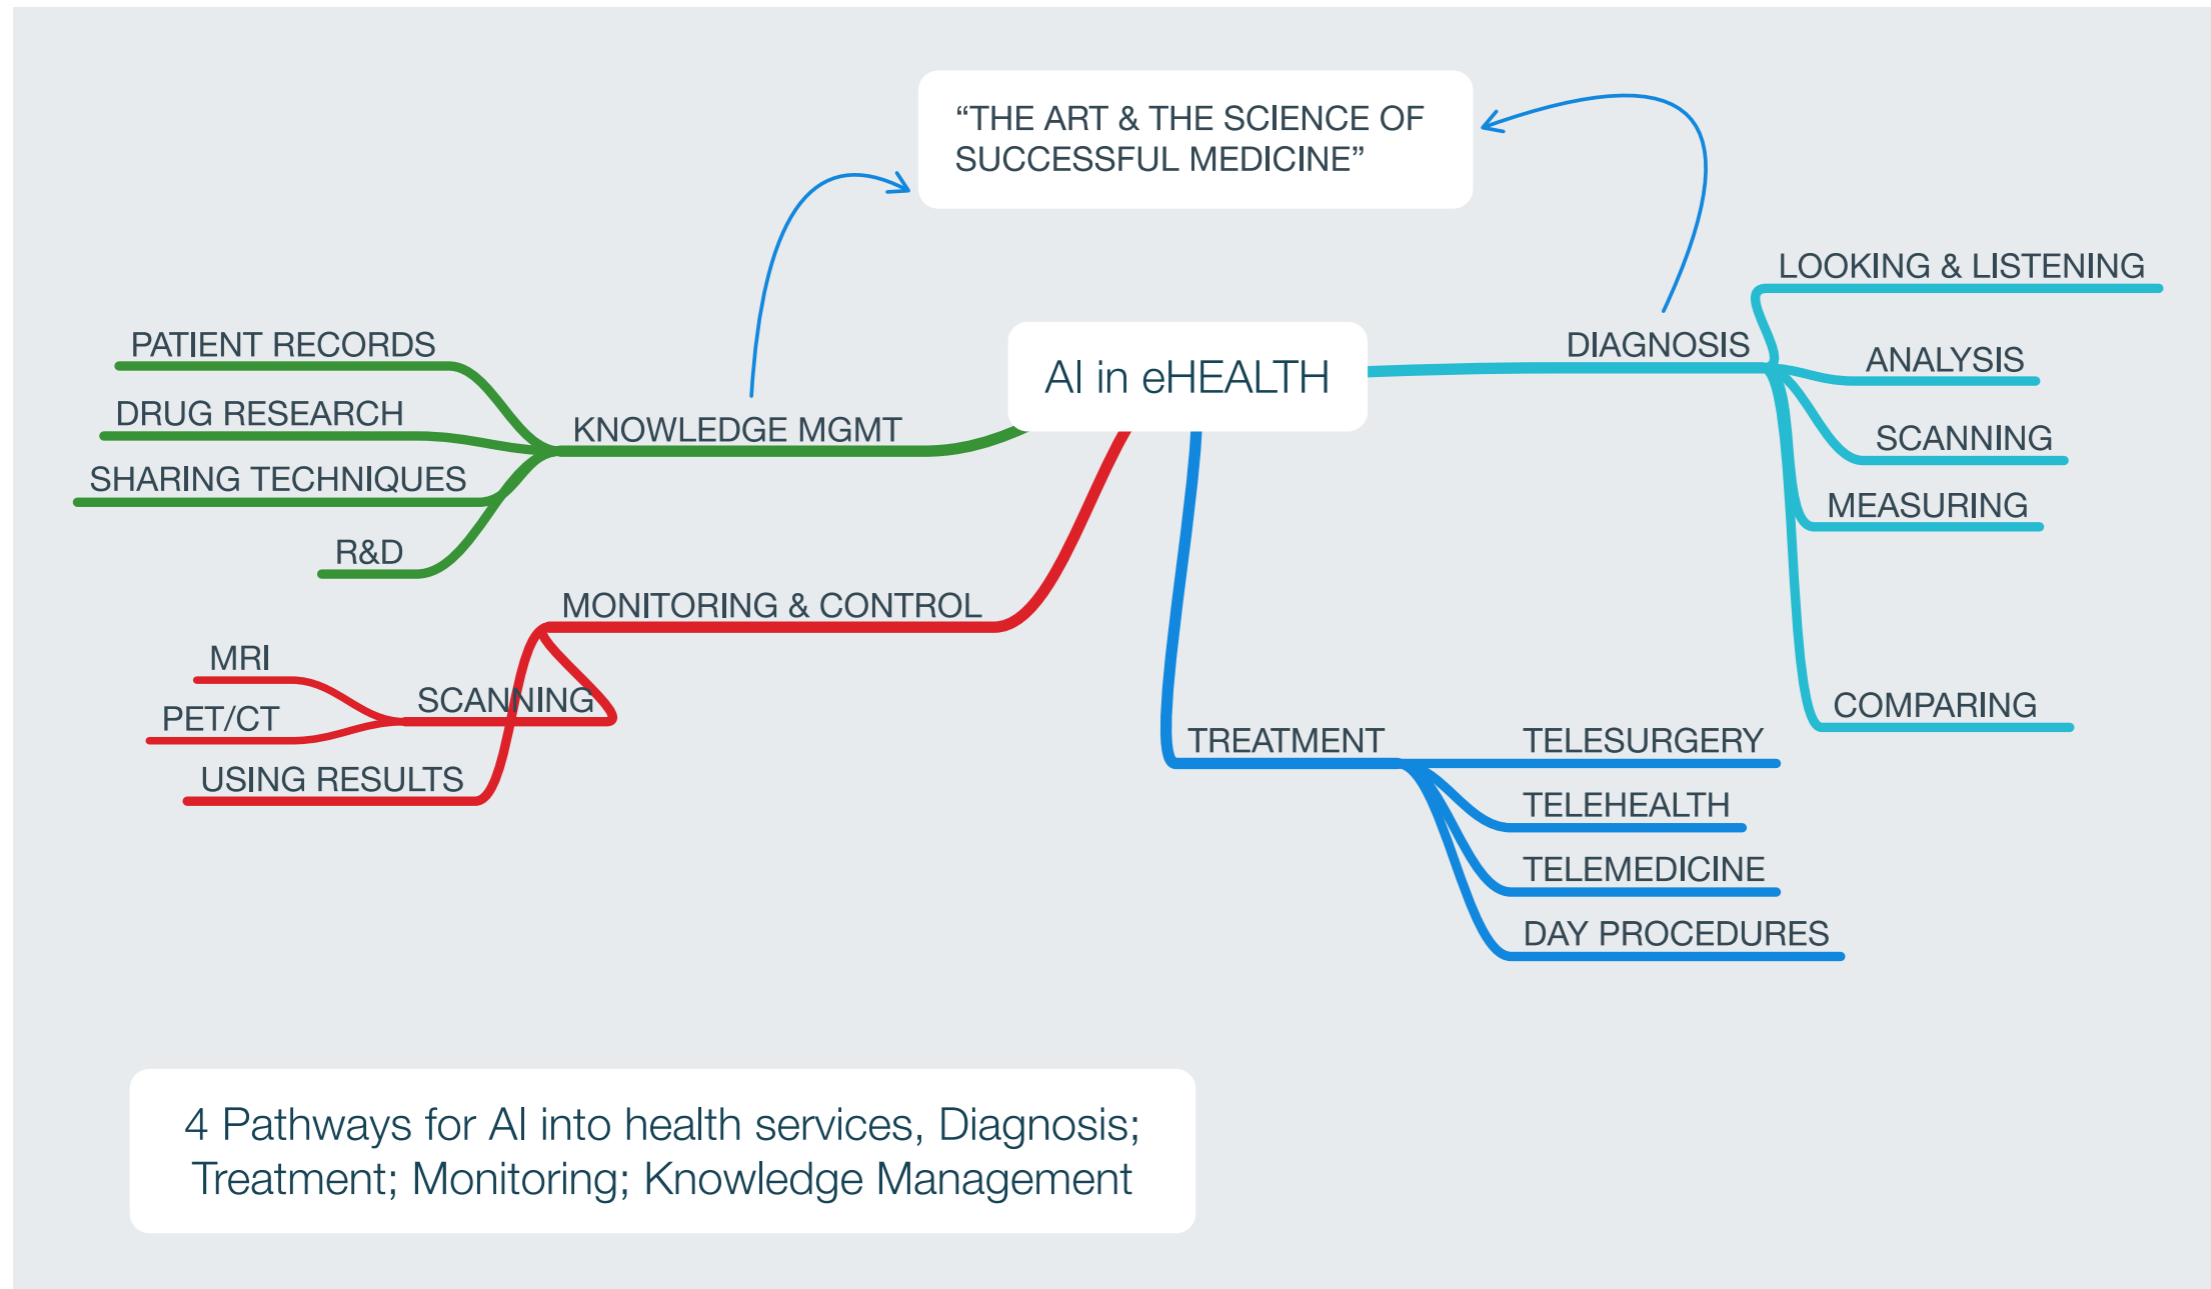 “THE ART & THE SCIENCE OF
SUCCESSFUL MEDICINE”
AI in eHEALTH
DIAGNOSIS
LOOKING & LISTENING
ANALYSIS
SCANNING
MEASURING
COMPARING
KNOWLEDGE MGMT
PATIENT RECORDS
DRUG RESEARCH
SHARING TECHNIQUES
R&D
MONITORING & CONTROL
SCANNING
MRI
PET/CT
USING RESULTS
TREATMENT
TELESURGERY
TELEHEALTH
TELEMEDICINE
DAY PROCEDURES
4 Pathways for AI into health services, Diagnosis;
Treatment; Monitoring; Knowledge Management